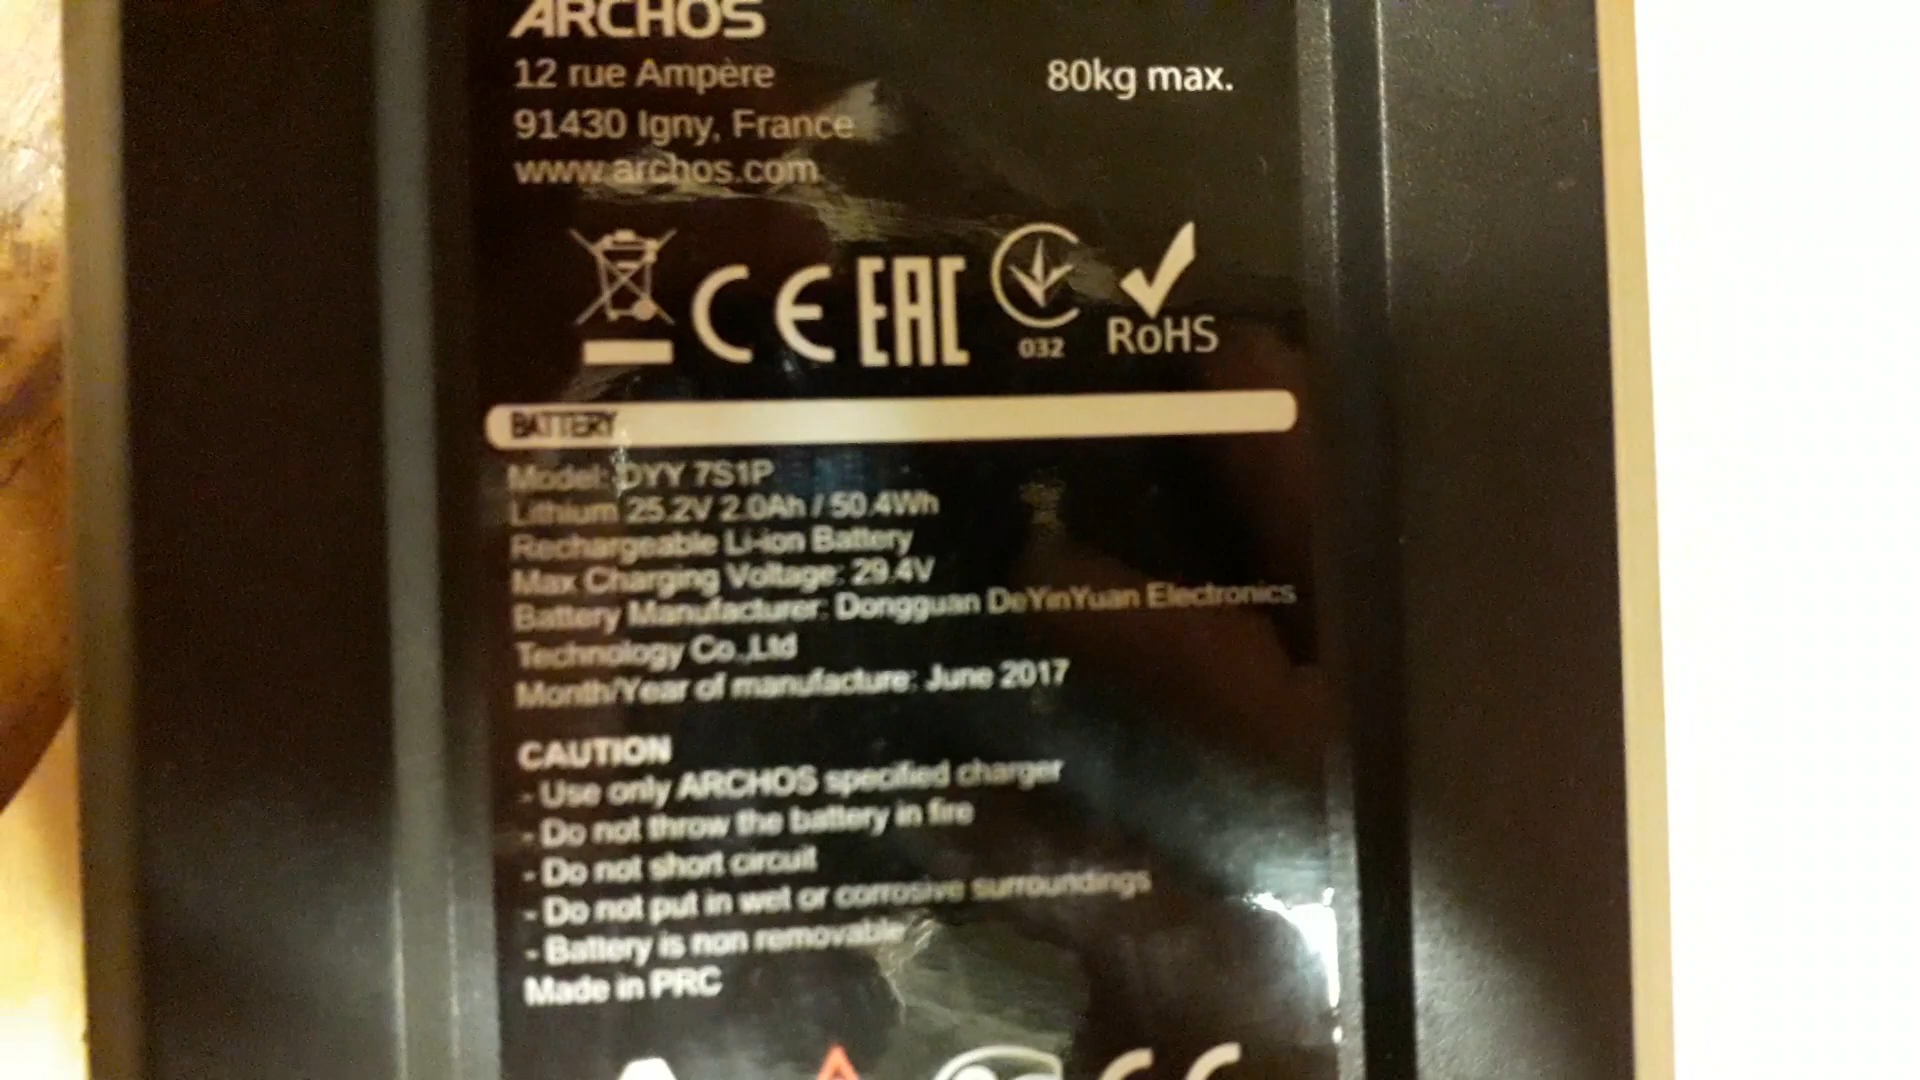 ARCHOS
12 rue Ampère
80kg max.
91430 Igny, France
www.archos.com
CE EAC
032
RoHS
BATTERY
Model: DYY 7S1P
Lithium 25.2V 2.0Ah / 50.4Wh
Rechargeable Li-ion Battery
Max Charging Voltage: 29.4V
Battery Manufacturer: Dongguan DeYinYuan Electronics
Technology Co.,Ltd
Month/Year of manufacture: June 2017
CAUTION
- Use only ARCHOS specified charger
- Do not throw the battery in fire
- Do not short circuit
- Do not put in wet or corrosive surroundings
- Battery is non removable
Made in PRC